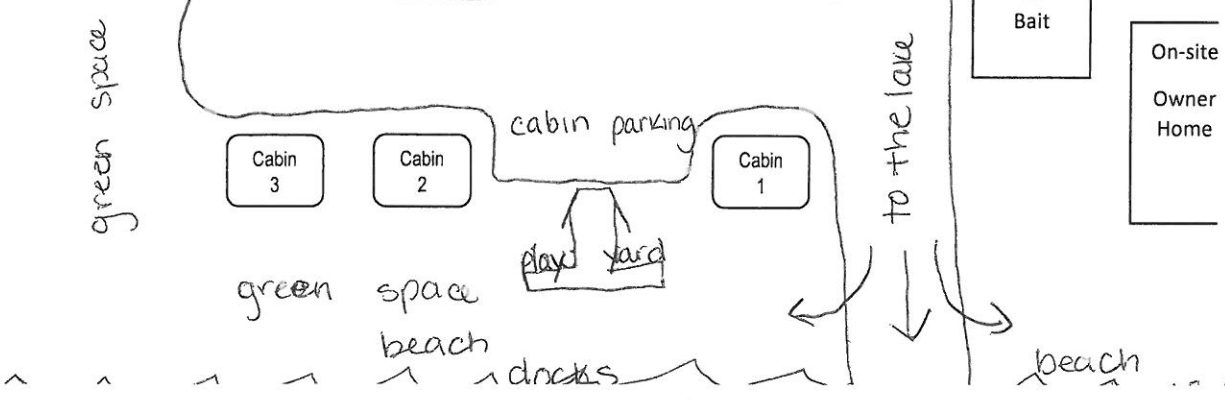 green space
Bait
On-site
Owner
Home
to the lake
cabin parking
Cabin
3
Cabin
2
Cabin
1
play yard
green space
beach
docks
beach